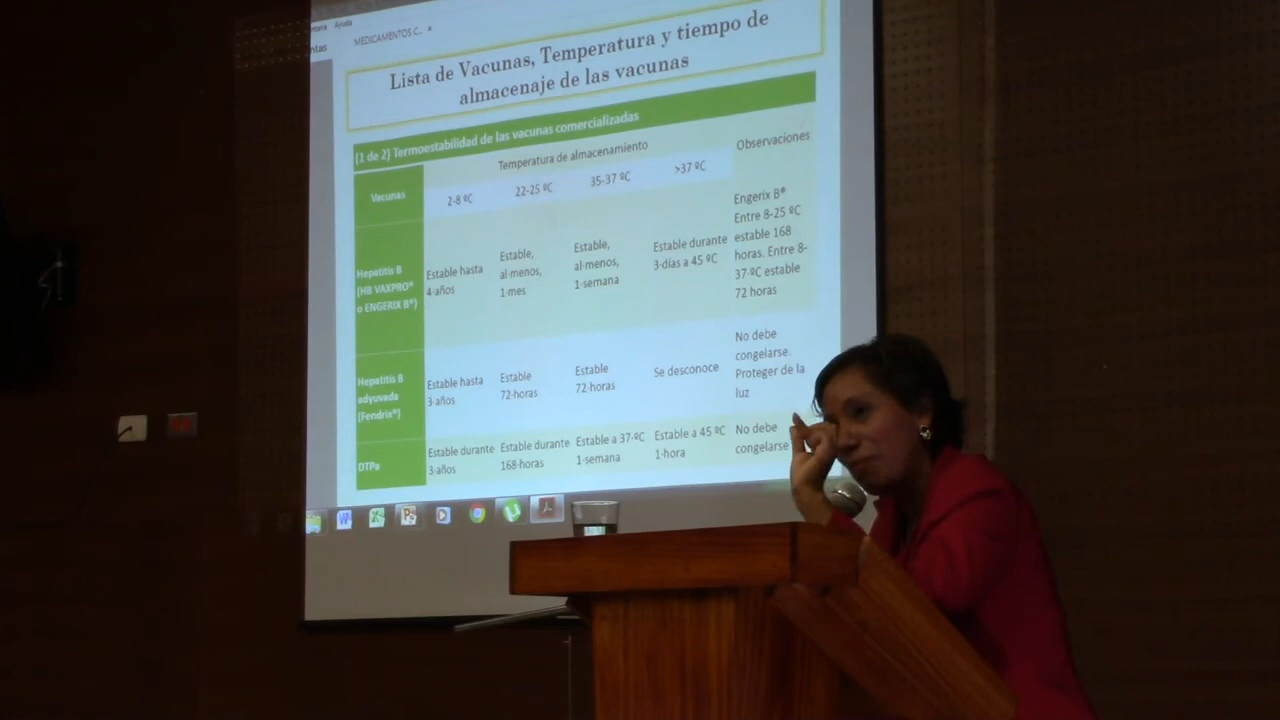 Ayuda
MEDICAMENTOS C... ×
Lista de Vacunas, Temperatura y tiempo de
almacenaje de las vacunas
(1 de 2) Termoestabilidad de las vacunas comercializadas
Vacunas
Temperatura de almacenamiento
Observaciones
2-8 ºC
22-25 ºC
35-37 ºC
>37 ºC
Hepatitis B
(HB VAXPRO®
o ENGERIX B®)
Estable hasta
4·años
Estable,
al·menos,
1·mes
Estable,
al·menos,
1·semana
Estable durante
3·días a 45 ºC
Engerix B®
Entre 8-25 ºC
estable 168
horas. Entre 8-
37·ºC estable
72 horas
Hepatitis B
adyuvada
(Fendrix®)
Estable hasta
3·años
Estable
72·horas
Estable
72·horas
Se desconoce
No debe
congelarse.
Proteger de la
luz
DTPa
Estable durante
3·años
Estable durante
168·horas
Estable a 37·ºC
1·semana
Estable a 45 ºC
1·hora
No debe
congelarse